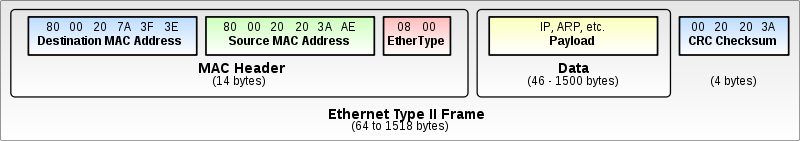 80 00 20 7A 3F 3E
Destination MAC Address
80 00 20 20 3A AE
Source MAC Address
08 00
EtherType
IP, ARP, etc.
Payload
00 20 20 3A
CRC Checksum
MAC Header
(14 bytes)
Data
(46 - 1500 bytes)
(4 bytes)
Ethernet Type II Frame
(64 to 1518 bytes)